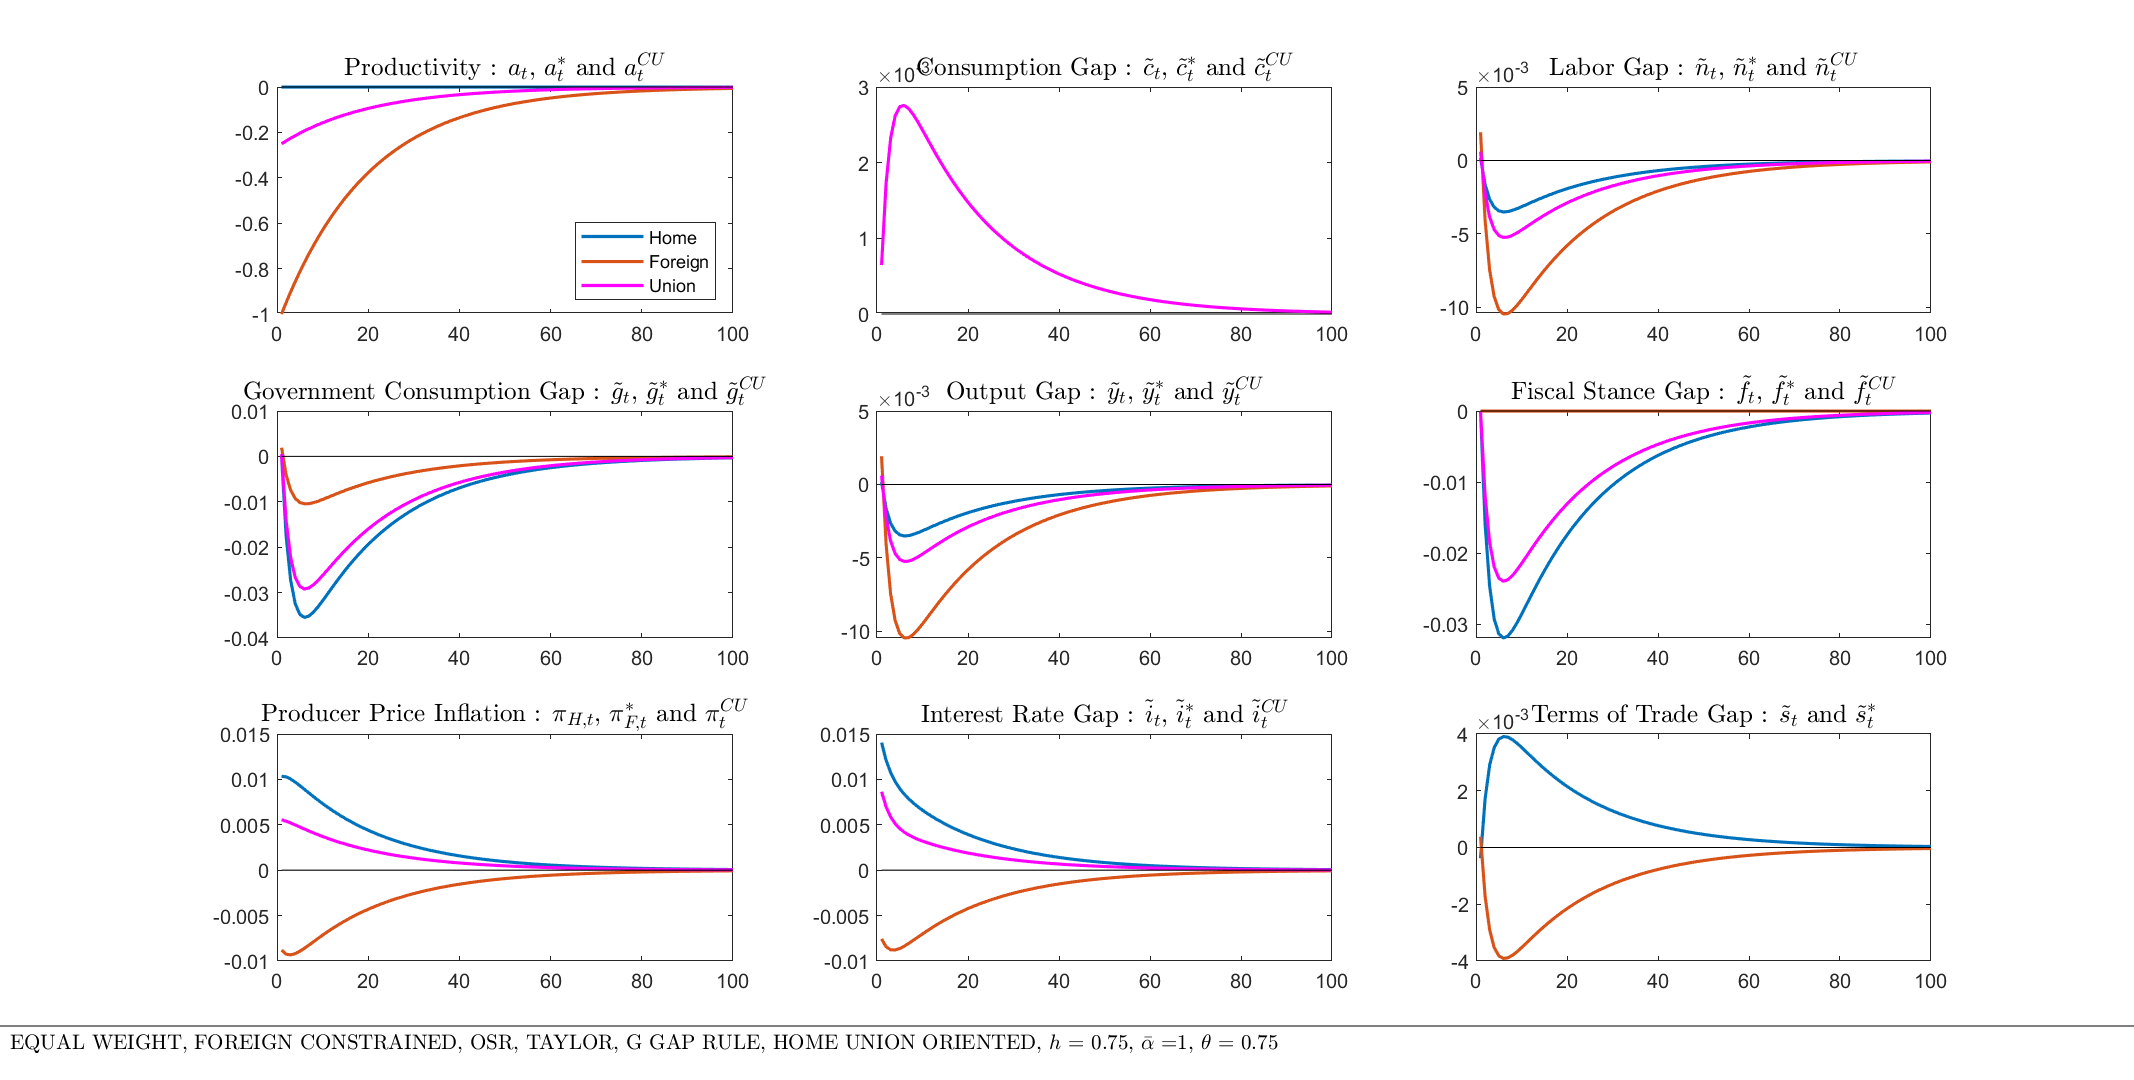 Productivity : a_t, a_t^* and a_t^{CU}
0
-0.2
-0.4
-0.6
-0.8
-1
0 20 40 60 80 100
Home
Foreign
Union
×10^{-3} Consumption Gap : c̃_t, c̃_t^* and c̃_t^{CU}
3
2
1
0
0 20 40 60 80 100
×10^{-3} Labor Gap : ñ_t, ñ_t^* and ñ_t^{CU}
5
0
-5
-10
0 20 40 60 80 100
Government Consumption Gap : g̃_t, g̃_t^* and g̃_t^{CU}
0.01
0
-0.01
-0.02
-0.03
-0.04
0 20 40 60 80 100
×10^{-3} Output Gap : ỹ_t, ỹ_t^* and ỹ_t^{CU}
5
0
-5
-10
0 20 40 60 80 100
Fiscal Stance Gap : f̃_t, f̃_t^* and f̃_t^{CU}
0
-0.01
-0.02
-0.03
0 20 40 60 80 100
Producer Price Inflation : π_{H,t}, π_{F,t}^* and π_t^{CU}
0.015
0.01
0.005
0
-0.005
-0.01
0 20 40 60 80 100
Interest Rate Gap : ĩ_t, ĩ_t^* and ĩ_t^{CU}
0.015
0.01
0.005
0
-0.005
-0.01
0 20 40 60 80 100
×10^{-3} Terms of Trade Gap : s̃_t and s̃_t^*
4
2
0
-2
-4
0 20 40 60 80 100
EQUAL WEIGHT, FOREIGN CONSTRAINED, OSR, TAYLOR, G GAP RULE, HOME UNION ORIENTED, h = 0.75, ᾱ =1, θ = 0.75